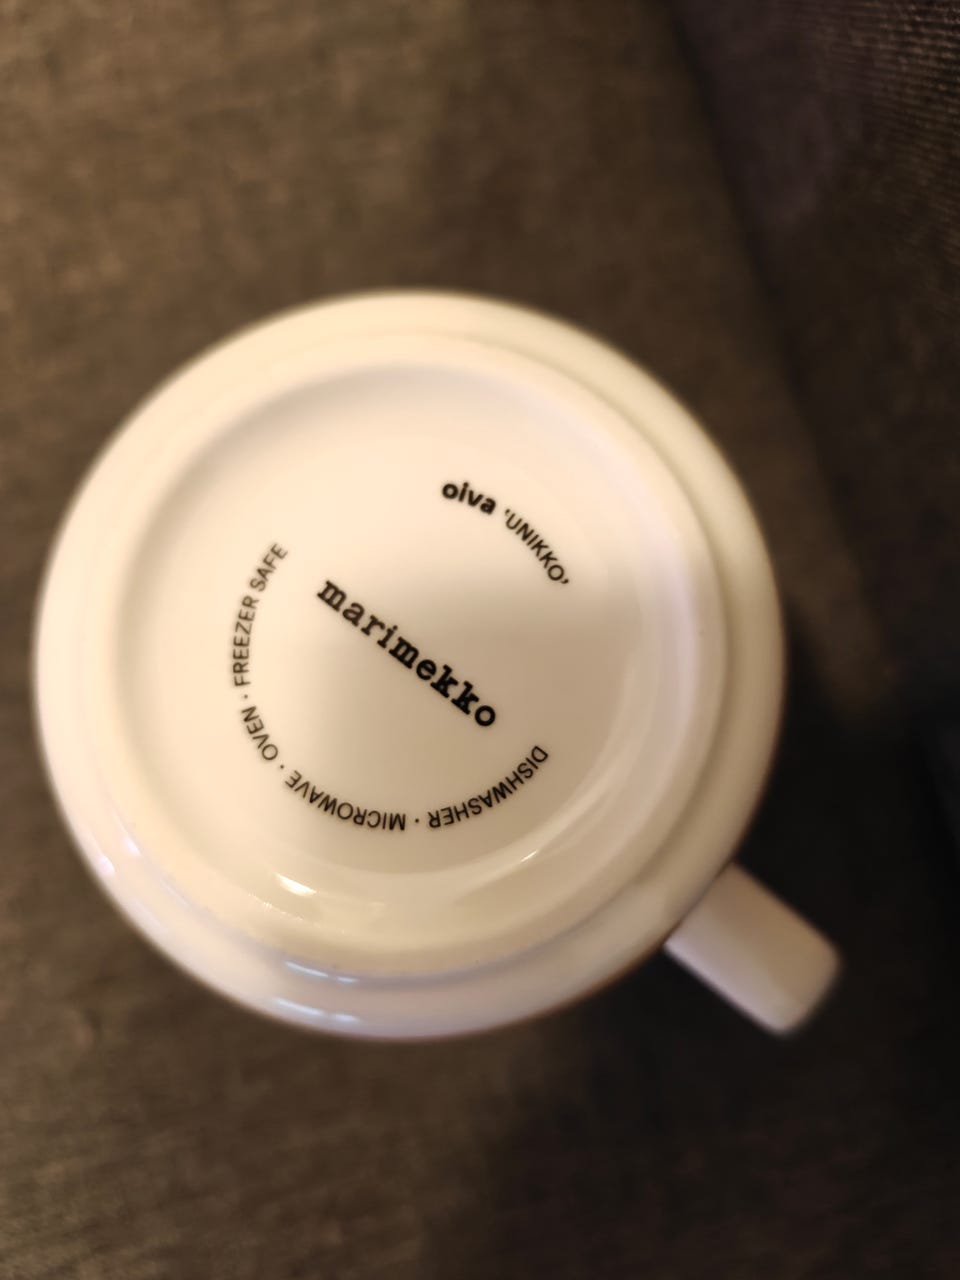 oiva 'UNIKKO'
marimekko
DISHWASHER · MICROWAVE · OVEN · FREEZER SAFE